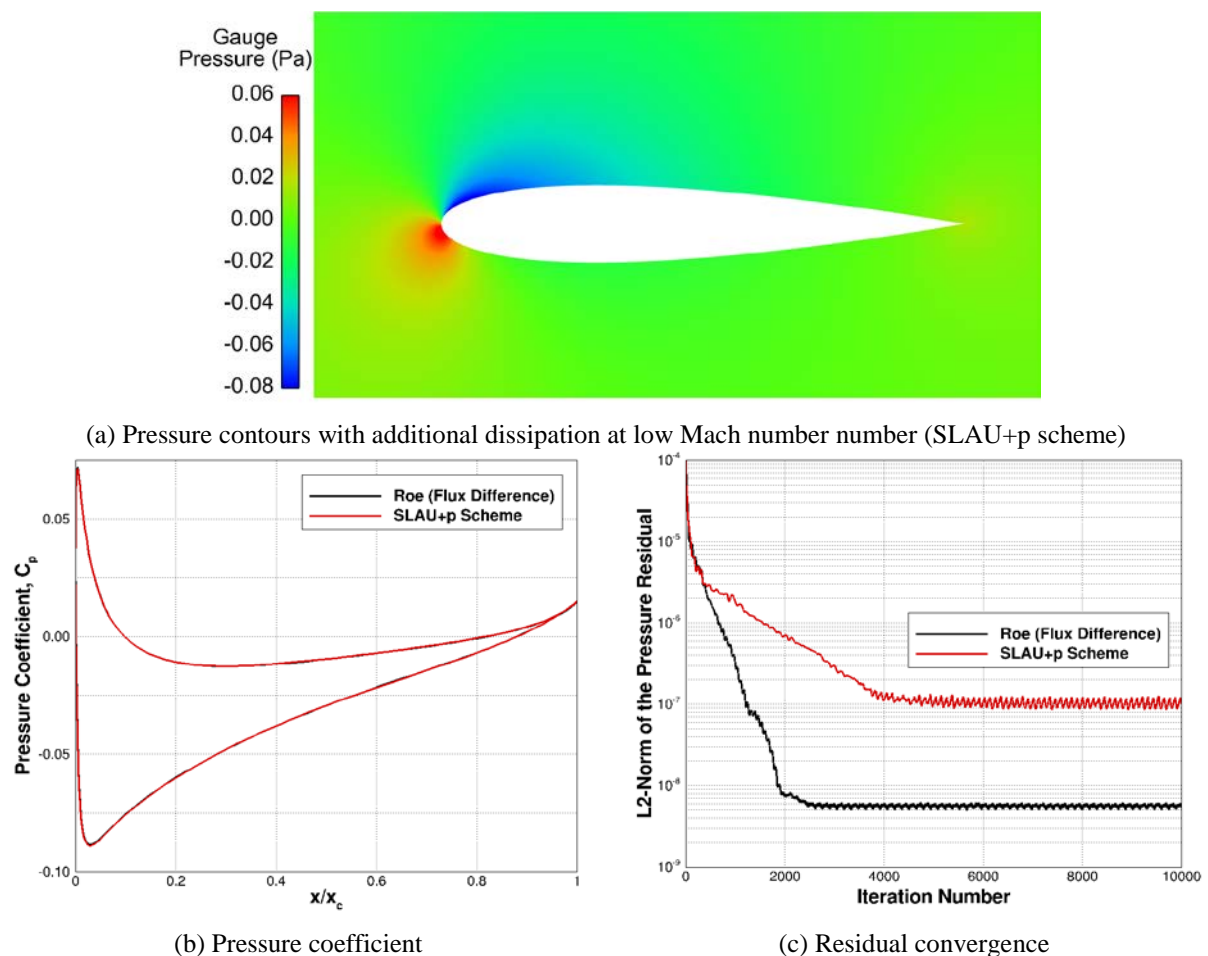 Gauge
Pressure (Pa)
0.06
0.04
0.02
0.00
-0.02
-0.04
-0.06
-0.08
(a) Pressure contours with additional dissipation at low Mach number number (SLAU+p scheme)
Pressure Coefficient, Cp
0.05
0.00
-0.05
-0.10
0
0.2
0.4
0.6
0.8
1
x/xc
Roe (Flux Difference)
SLAU+p Scheme
(b) Pressure coefficient
L2-Norm of the Pressure Residual
10-4
10-5
10-6
10-7
10-8
10-9
0
2000
4000
6000
8000
10000
Iteration Number
Roe (Flux Difference)
SLAU+p Scheme
(c) Residual convergence